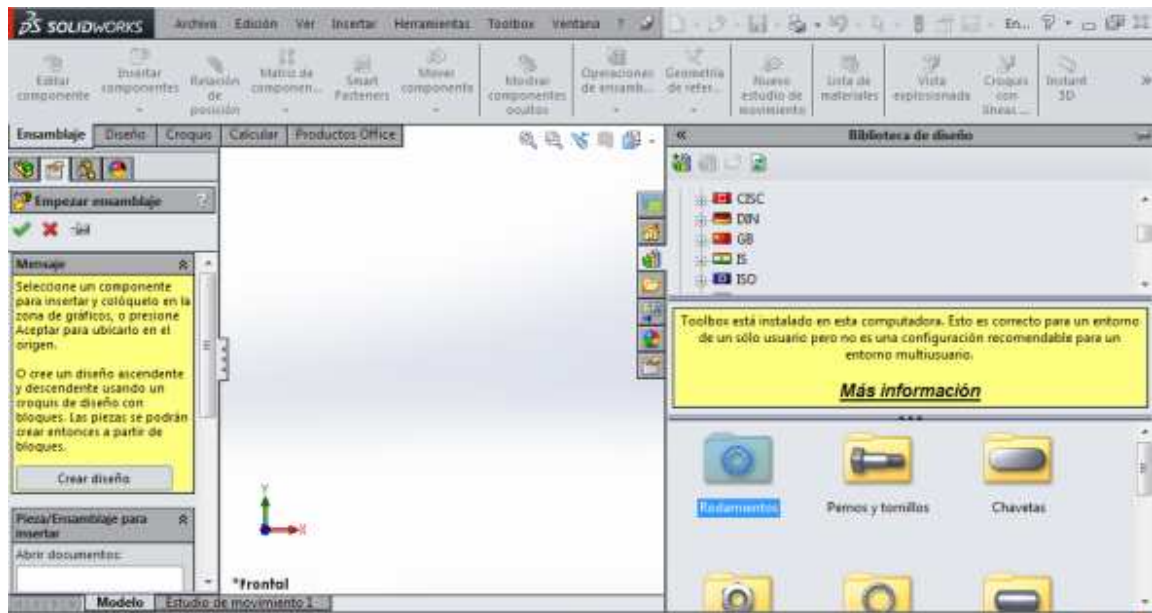 SOLIDWORKS Archivo Edición Ver Insertar Herramientas Toolbox Ventana ? En...
Editar componente
Insertar componentes
Relación de posición
Matriz de componen...
Smart Fasteners
Mover componente
Mostrar componentes ocultos
Operaciones de ensamb...
Geometría de refer...
Nuevo estudio de movimiento
Lista de materiales
Vista explosionada
Croquis con líneas...
Instant 3D
Ensamblaje Diseño Croquis Calcular Productos Office
Empezar ensamblaje ?
Mensaje
Seleccione un componente
para insertar y colóquelo en la
zona de gráficos, o presione
Aceptar para ubicarlo en el
origen.
O cree un diseño ascendente
y descendente usando un
croquis de diseño con
bloques. Las piezas se podrán
crear entonces a partir de
bloques.
Crear diseño
Pieza/Ensamblaje para
insertar
Abrir documentos:
Y
X
*Frontal
Modelo Estudio de movimiento 1
Biblioteca de diseño
CISC
DIN
GB
IS
ISO
Toolbox está instalado en esta computadora. Esto es correcto para un entorno
de un sólo usuario pero no es una configuración recomendable para un
entorno multiusuario.
Más información
Rodamientos Pernos y tornillos Chavetas